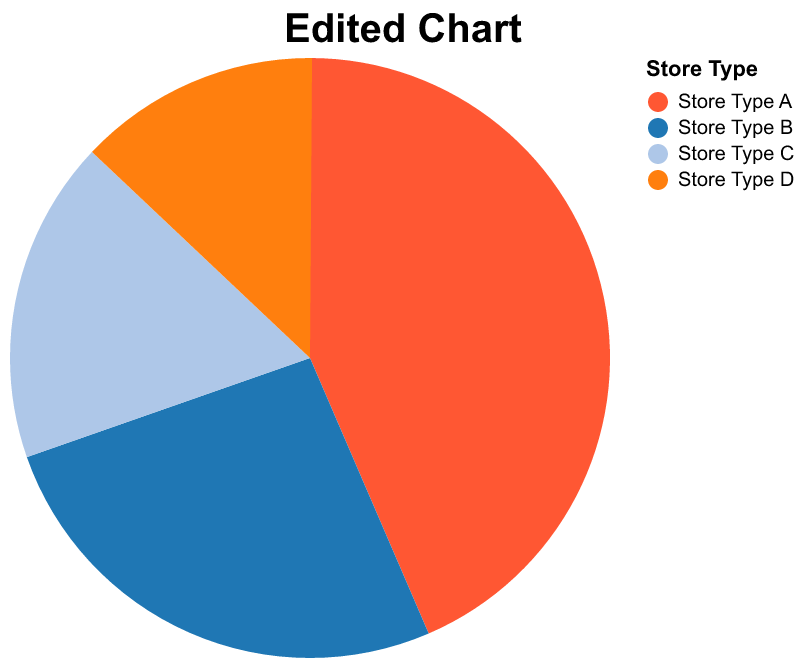 Edited Chart
Store Type
Store Type A
Store Type B
Store Type C
Store Type D